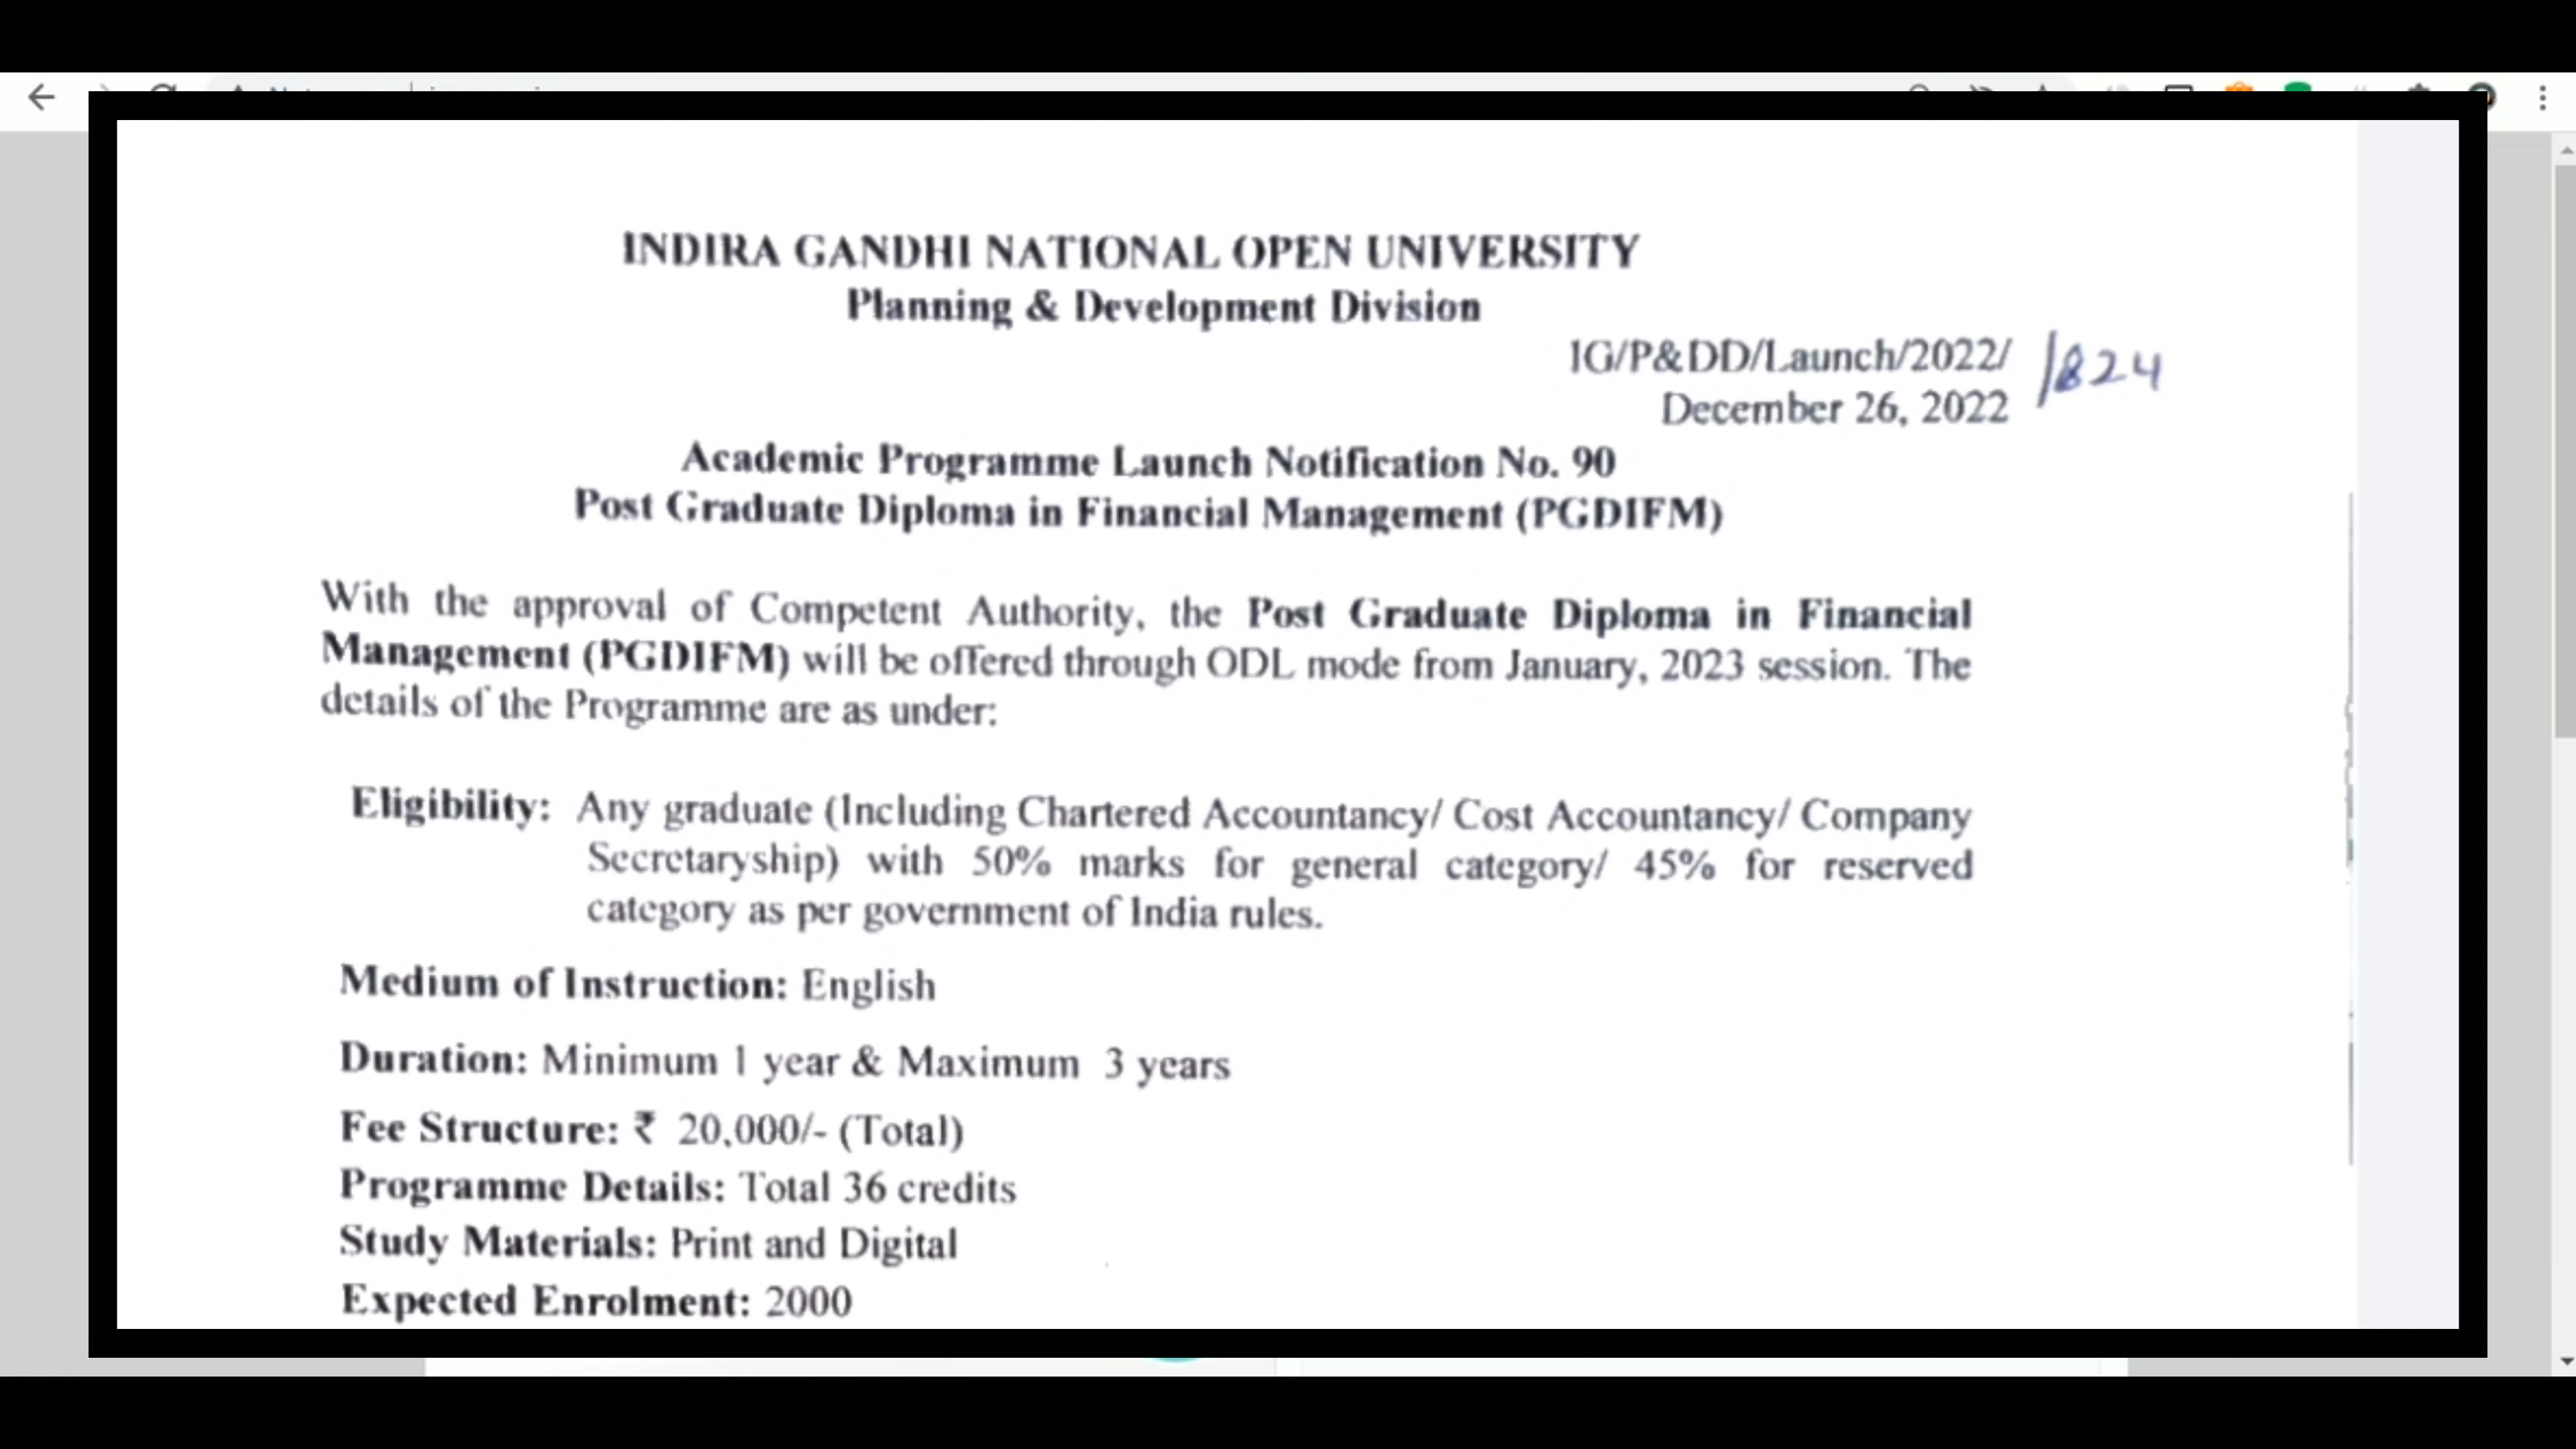 INDIRA GANDHI NATIONAL OPEN UNIVERSITY
Planning & Development Division
IG/P&DD/Launch/2022/ 1824
December 26, 2022
Academic Programme Launch Notification No. 90
Post Graduate Diploma in Financial Management (PGDIFM)
With the approval of Competent Authority, the Post Graduate Diploma in Financial
Management (PGDIFM) will be offered through ODL mode from January, 2023 session. The
details of the Programme are as under:
Eligibility: Any graduate (Including Chartered Accountancy/ Cost Accountancy/ Company
Secretaryship) with 50% marks for general category/ 45% for reserved
category as per government of India rules.
Medium of Instruction: English
Duration: Minimum 1 year & Maximum 3 years
Fee Structure: ₹ 20,000/- (Total)
Programme Details: Total 36 credits
Study Materials: Print and Digital
Expected Enrolment: 2000